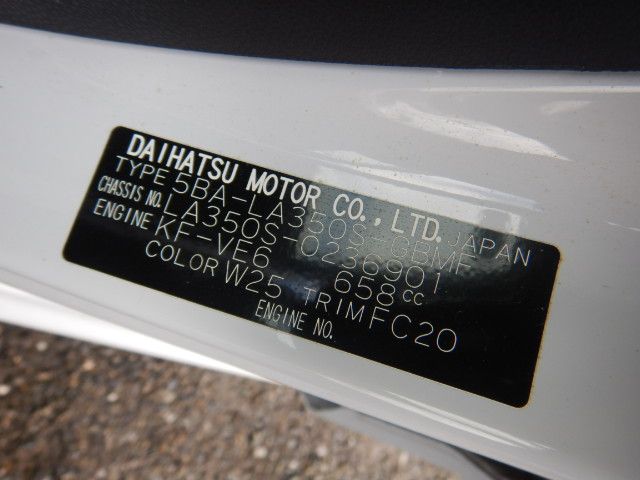 DAIHATSU MOTOR CO., LTD. JAPAN
TYPE 5BA-LA350S-GBMF
CHASSIS NO. LA350S-0236901
ENGINE KF-VE6 658cc
COLOR W25 TRIM FC20
ENGINE NO.